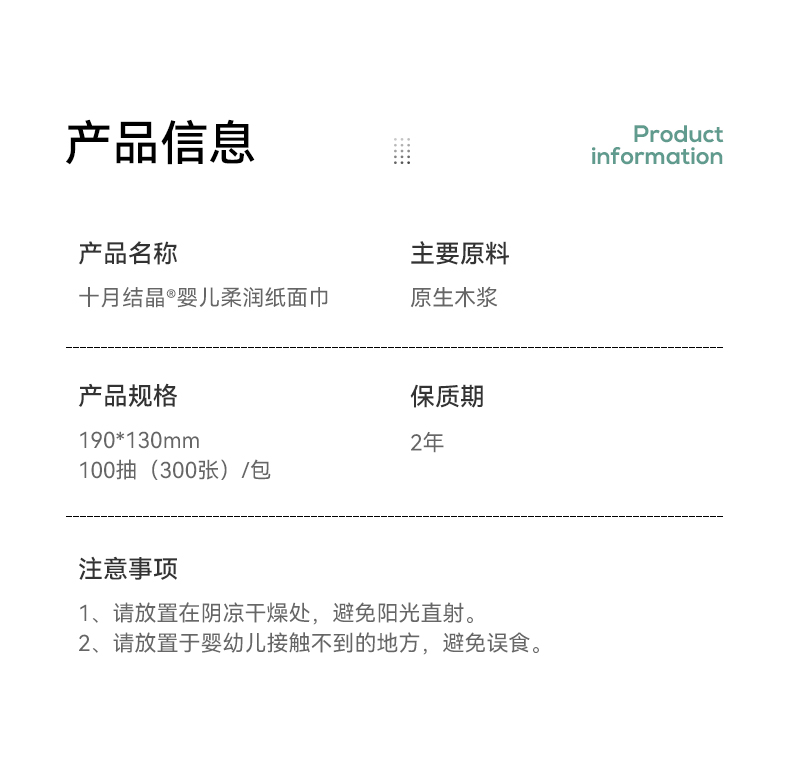 产品信息
Product
information
产品名称
主要原料
十月结晶®婴儿柔润纸面巾
原生木浆
产品规格
保质期
190*130mm
2年
100抽（300张）/包
注意事项
1、请放置在阴凉干燥处，避免阳光直射。
2、请放置于婴幼儿接触不到的地方，避免误食。